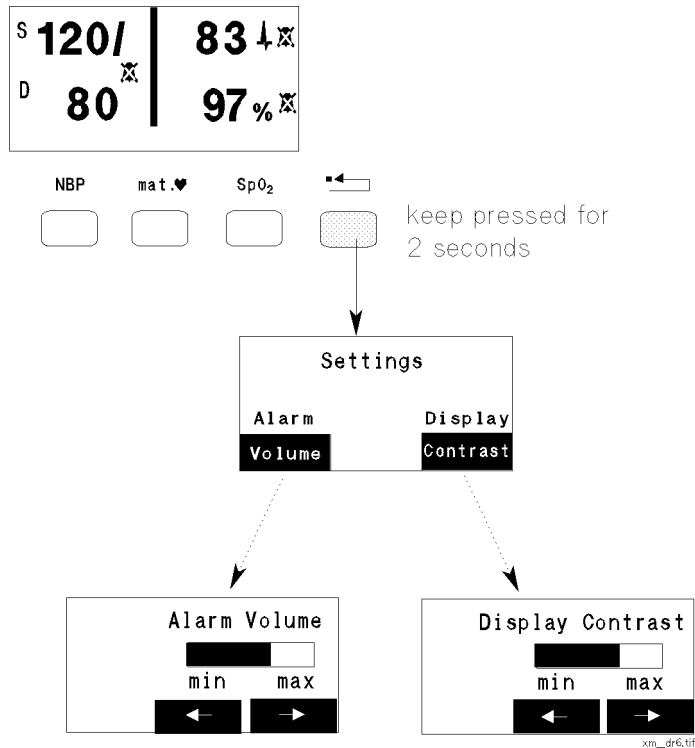 S 120/ 83
D 80 97 %
NBP mat.♥ SpO₂
keep pressed for
2 seconds
Settings
Alarm Display
Volume Contrast
Alarm Volume
min max
Display Contrast
min max
xm_dr6.tif